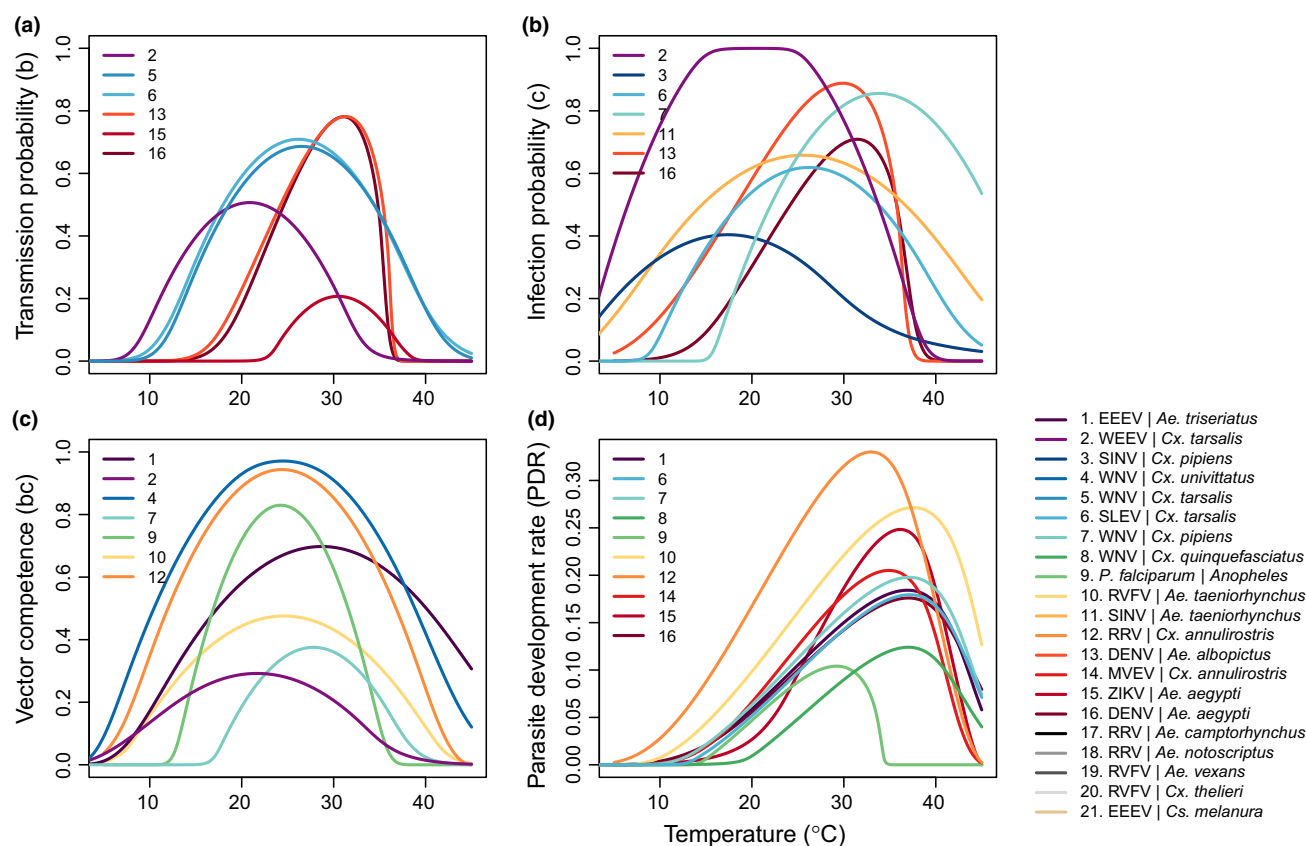 (a)
Transmission probability (b)
0.0 0.2 0.4 0.6 0.8 1.0
2
5
6
13
15
16
10 20 30 40
(b)
Infection probability (c)
0.0 0.2 0.4 0.6 0.8 1.0
2
3
6
7
11
13
16
10 20 30 40
(c)
Vector competence (bc)
0.0 0.2 0.4 0.6 0.8 1.0
1
2
4
7
9
10
12
10 20 30 40
(d)
Parasite development rate (PDR)
0.00 0.05 0.10 0.15 0.20 0.25 0.30
1
6
7
8
9
10
12
14
15
16
10 20 30 40
Temperature (°C)
1. EEEV | Ae. triseriatus
2. WEEV | Cx. tarsalis
3. SINV | Cx. pipiens
4. WNV | Cx. univittatus
5. WNV | Cx. tarsalis
6. SLEV | Cx. tarsalis
7. WNV | Cx. pipiens
8. WNV | Cx. quinquefasciatus
9. P. falciparum | Anopheles
10. RVFV | Ae. taeniorhynchus
11. SINV | Ae. taeniorhynchus
12. RRV | Cx. annulirostris
13. DENV | Ae. albopictus
14. MVEV | Cx. annulirostris
15. ZIKV | Ae. aegypti
16. DENV | Ae. aegypti
17. RRV | Ae. camptorhynchus
18. RRV | Ae. notoscriptus
19. RVFV | Ae. vexans
20. RVFV | Cx. thelieri
21. EEEV | Cs. melanura